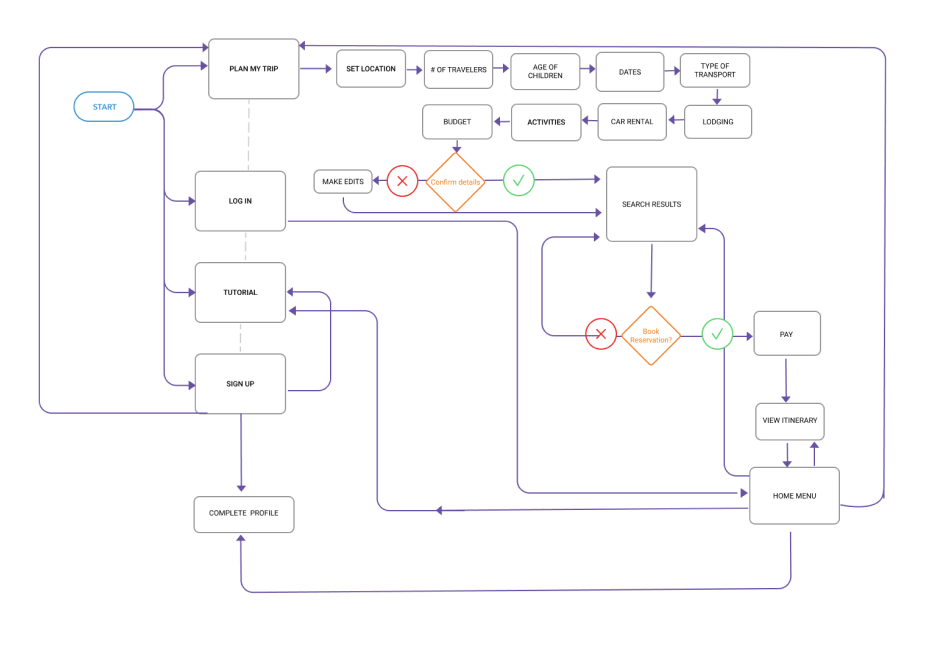 START
PLAN MY TRIP
SET LOCATION
# OF TRAVELERS
AGE OF
CHILDREN
DATES
TYPE OF
TRANSPORT
BUDGET
ACTIVITIES
CAR RENTAL
LODGING
LOG IN
MAKE EDITS
Confirm details
SEARCH RESULTS
TUTORIAL
Book
Reservation?
PAY
SIGN UP
VIEW ITINERARY
COMPLETE PROFILE
HOME MENU